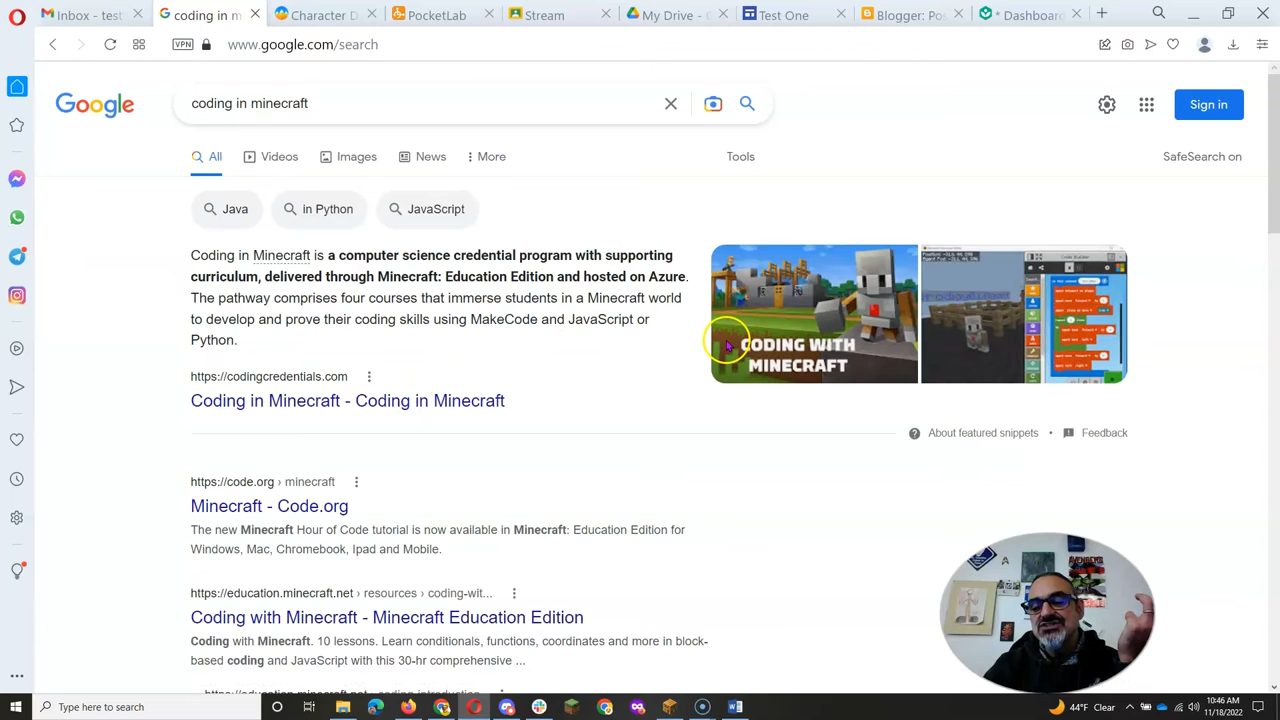 Inbox -
coding in min
Character D
PocketLab
Stream
My Drive -
Test One
Blogger: Pos
* Dashboard
VPN
www.google.com/search
Google
coding in minecraft
Sign in
All
Videos
Images
News
More
Tools
SafeSearch on
Java
in Python
JavaScript
Coding in Minecraft is a computer science credential program with supporting
curriculum, delivered through Minecraft: Education Edition and hosted on Azure.
The pathway comprises four courses that immerse students in a Minecraft world
to develop and prove their coding skills using MakeCode and JavaScript or
Python.
CODING WITH
MINECRAFT
https://codingcredentials.com
Coding in Minecraft - Coding in Minecraft
About featured snippets • Feedback
https://code.org › minecraft
Minecraft - Code.org
The new Minecraft Hour of Code tutorial is now available in Minecraft: Education Edition for
Windows, Mac, Chromebook, Ipad and Mobile.
https://education.minecraft.net › resources › coding-wit...
Coding with Minecraft - Minecraft Education Edition
Coding with Minecraft. 10 lessons. Learn conditionals, functions, coordinates and more in block-
based coding and JavaScript with this 30-hr comprehensive ...
Type here to search
44°F Clear
10:46 AM
11/18/2022